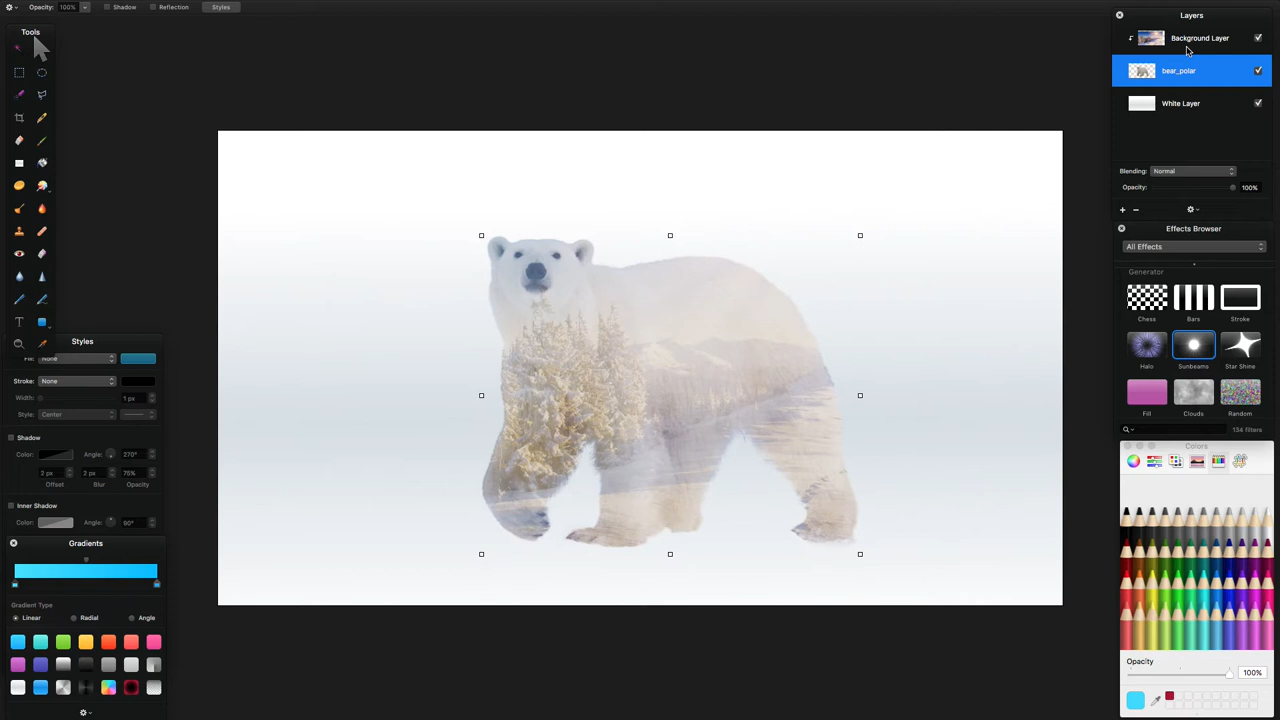 Opacity: 100% Shadow Reflection Styles
Tools
Layers
Background Layer
bear_polar
White Layer
Blending: Normal
Opacity: 100%
Effects Browser
All Effects
Generator
Chess Bars Stroke
Halo Sunbeams Star Shine
Fill Clouds Random
134 filters
Colors
Opacity
100%
Styles
Fill: None
Stroke: None
Width: 1 px
Style: Center
Shadow
Color: Angle: 270°
2 px 2 px 75%
Offset Blur Opacity
Inner Shadow
Color: Angle: 90°
Gradients
Gradient Type
Linear Radial Angle
T